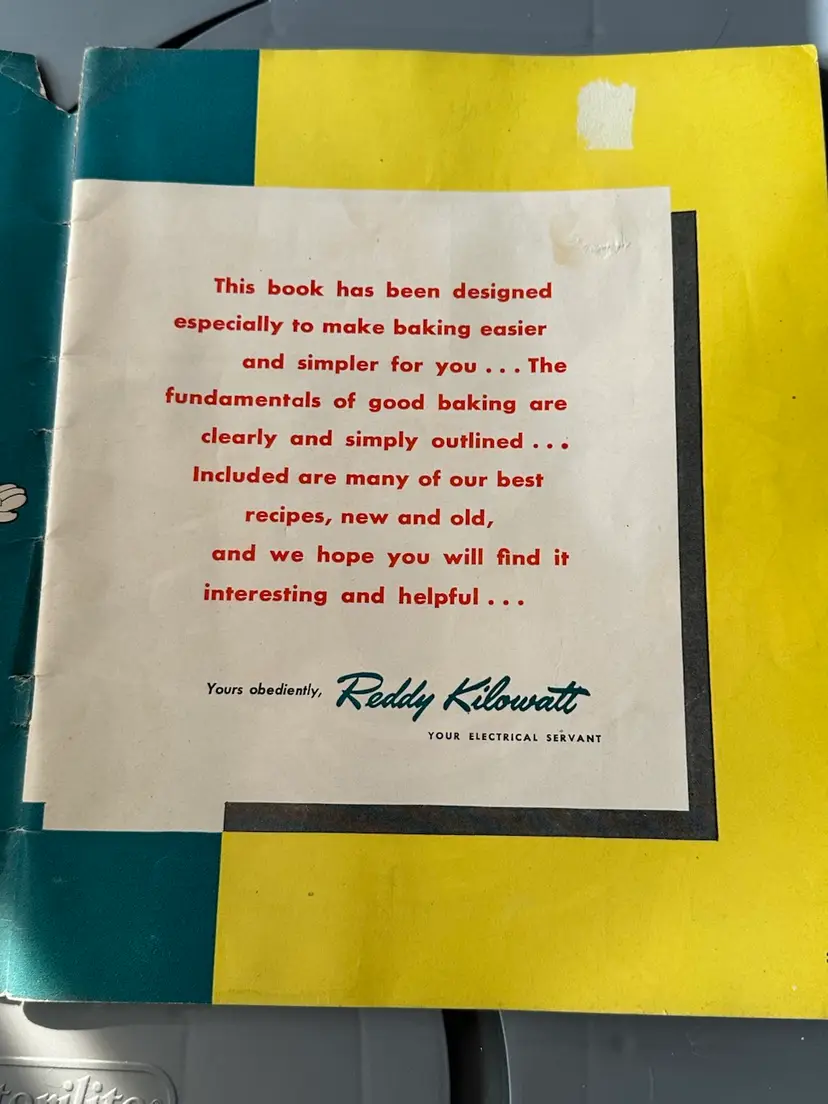 This book has been designed
especially to make baking easier
and simpler for you . . . The
fundamentals of good baking are
clearly and simply outlined . . .
Included are many of our best
recipes, new and old,
and we hope you will find it
interesting and helpful . . .
Yours obediently, Reddy Kilowatt
YOUR ELECTRICAL SERVANT